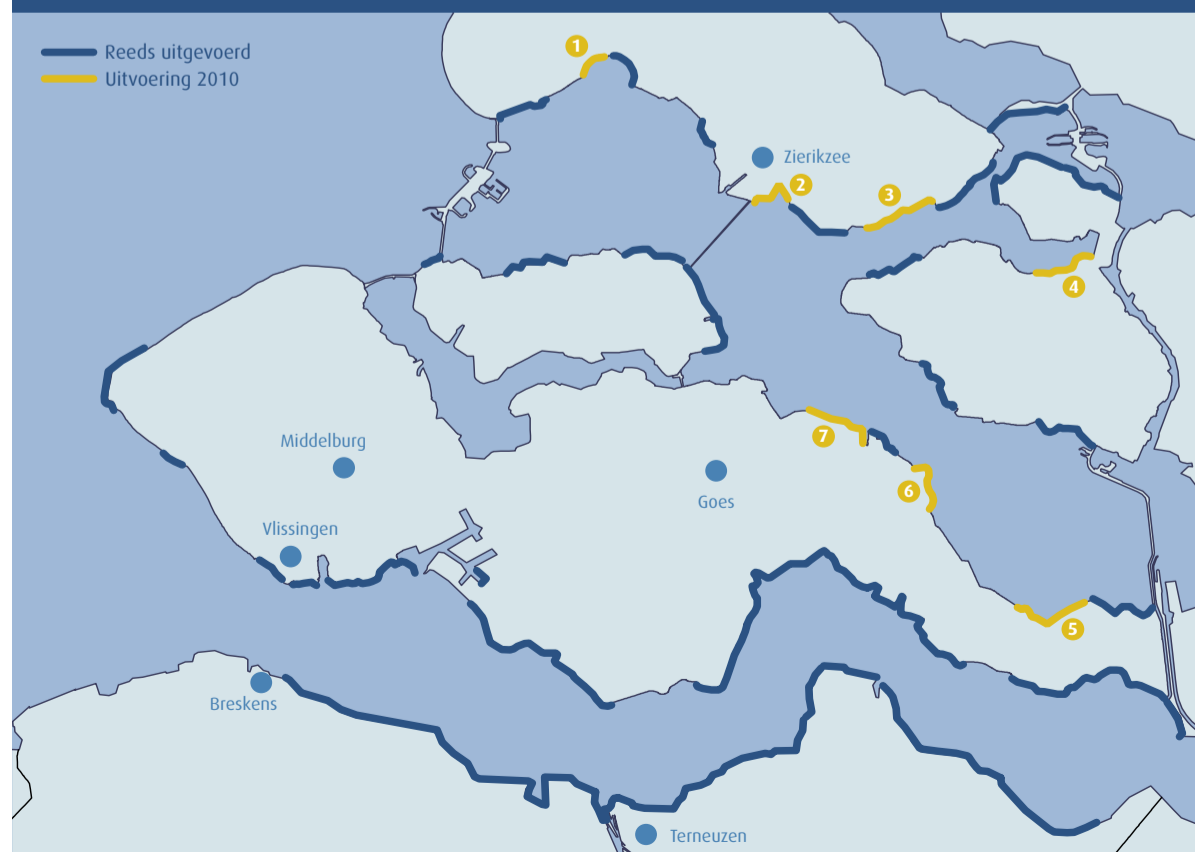 Reeds uitgevoerd
Uitvoering 2010
1
Zierikzee
2
3
4
Middelburg
7
Goes
6
Vlissingen
5
Breskens
Terneuzen